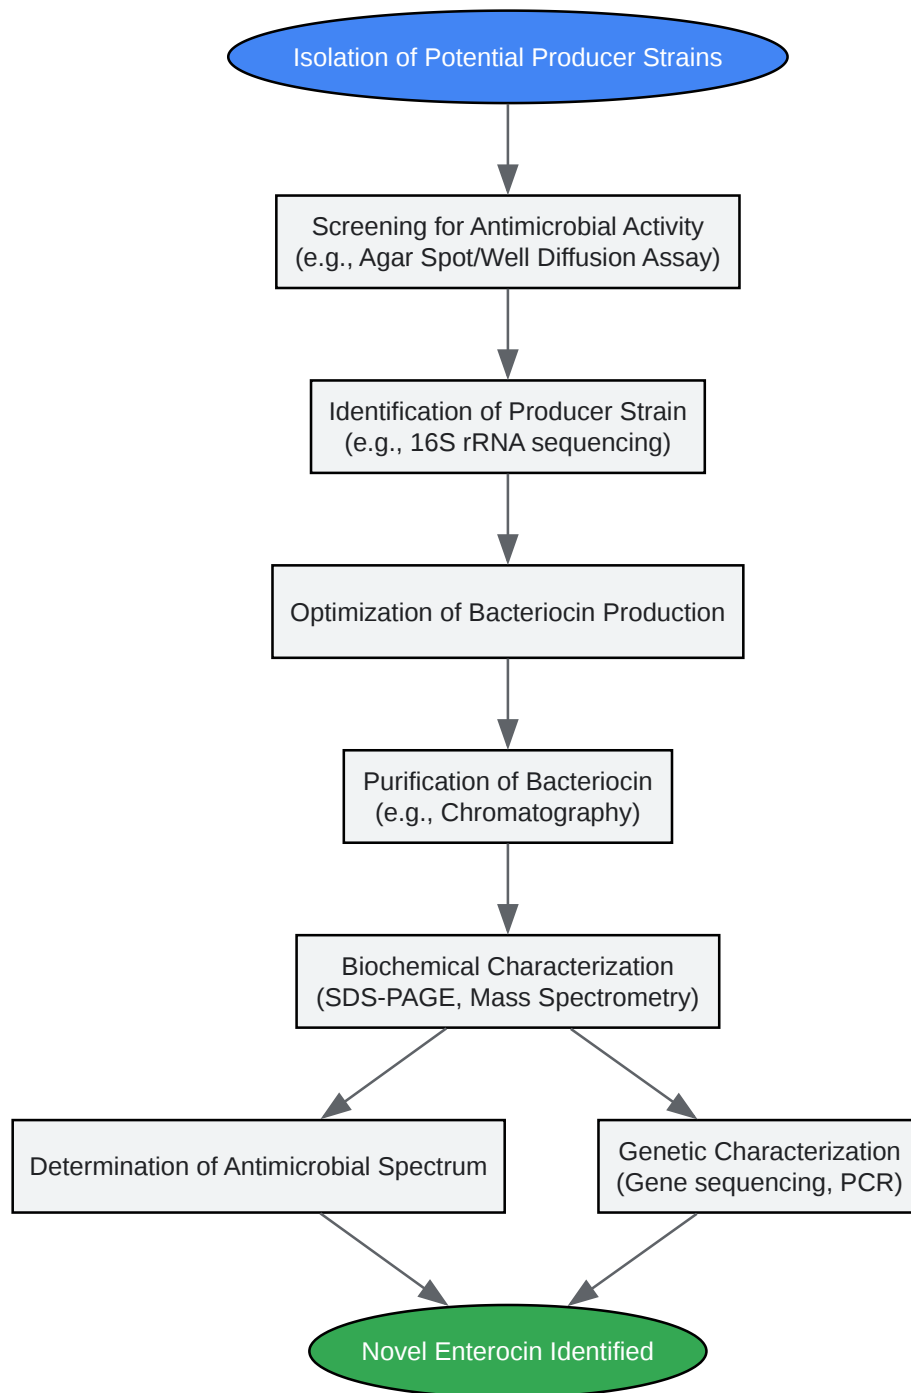 Isolation of Potential Producer Strains
Screening for Antimicrobial Activity
(e.g., Agar Spot/Well Diffusion Assay)
Identification of Producer Strain
(e.g., 16S rRNA sequencing)
Optimization of Bacteriocin Production
Purification of Bacteriocin
(e.g., Chromatography)
Biochemical Characterization
(SDS-PAGE, Mass Spectrometry)
Determination of Antimicrobial Spectrum
Genetic Characterization
(Gene sequencing, PCR)
Novel Enterocin Identified